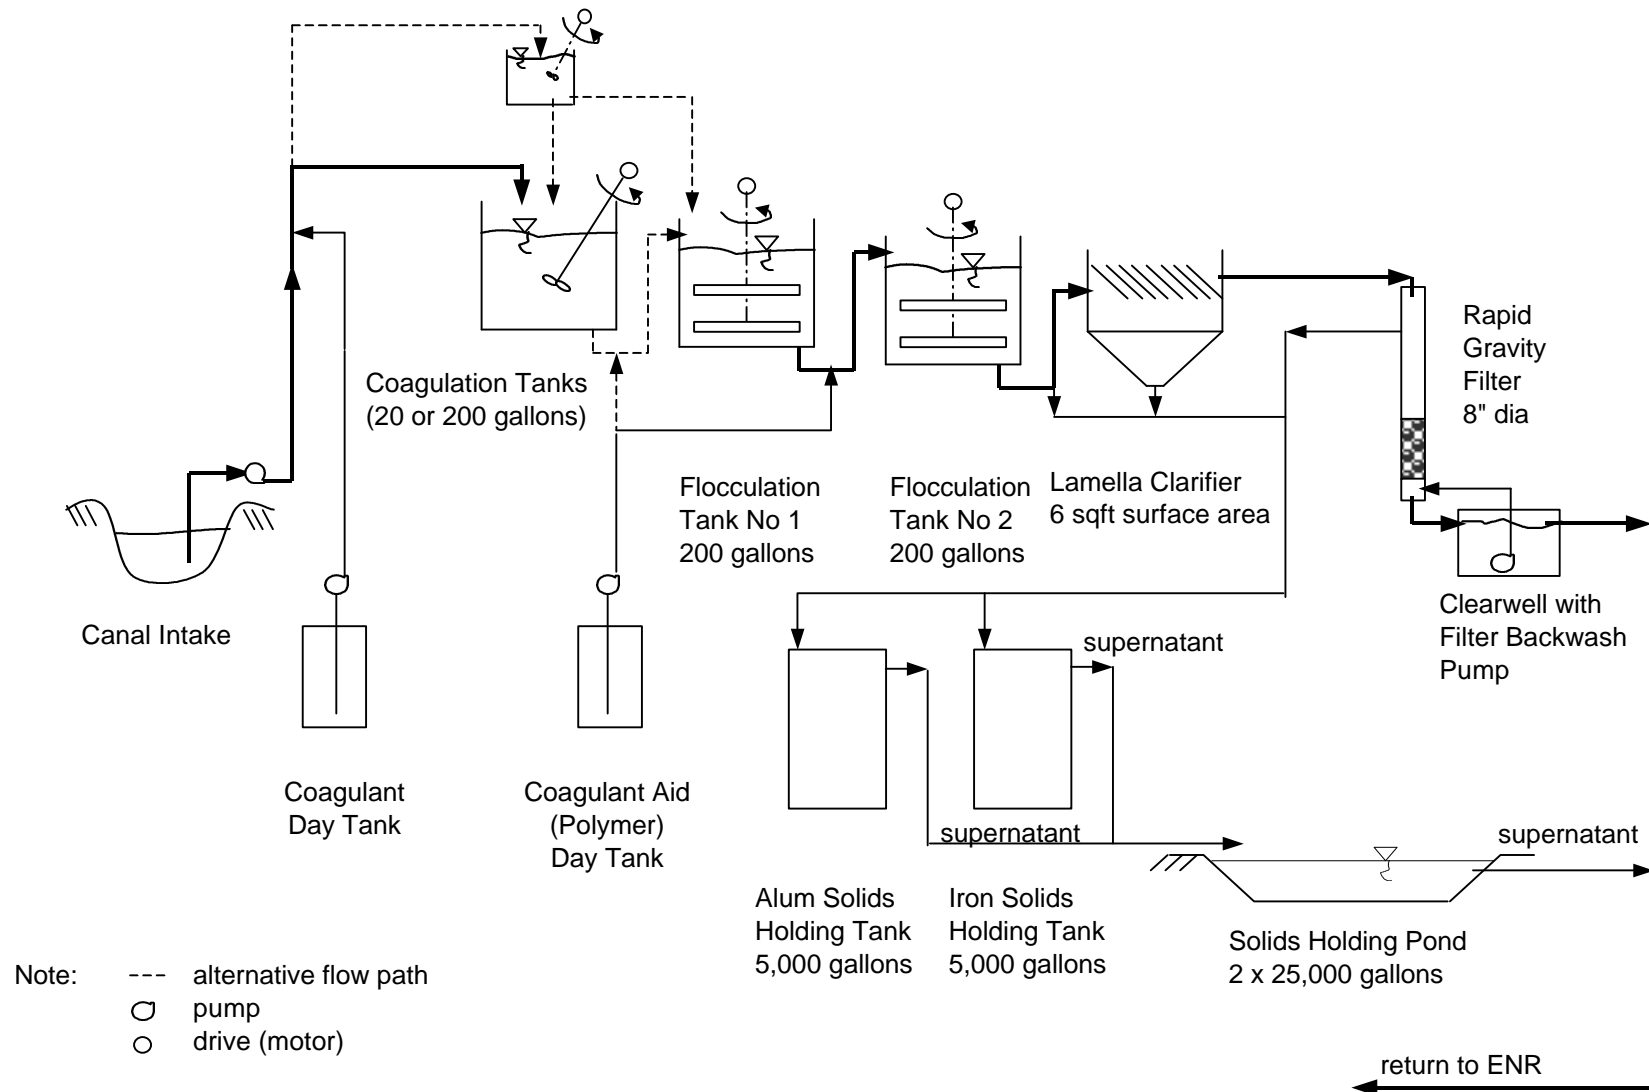 Coagulation Tanks
(20 or 200 gallons)
Rapid
Gravity
Filter
8" dia
Flocculation
Tank No 1
200 gallons
Flocculation
Tank No 2
200 gallons
Lamella Clarifier
6 sqft surface area
Canal Intake
Clearwell with
Filter Backwash
Pump
supernatant
Coagulant
Day Tank
Coagulant Aid
(Polymer)
Day Tank
supernatant
supernatant
Alum Solids
Holding Tank
5,000 gallons
Iron Solids
Holding Tank
5,000 gallons
Solids Holding Pond
2 x 25,000 gallons
Note:
--- alternative flow path
pump
drive (motor)
return to ENR